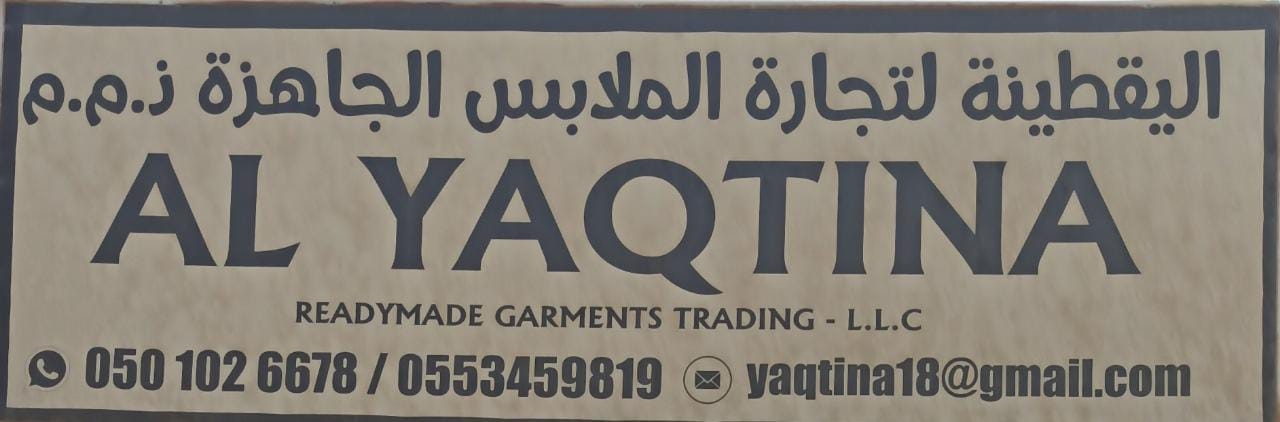 اليقطينة لتجارة الملابس الجاهزة ذ.م.م
AL YAQTINA
READYMADE GARMENTS TRADING - L.L.C
050 102 6678 / 0553459819 yaqtina18@gmail.com